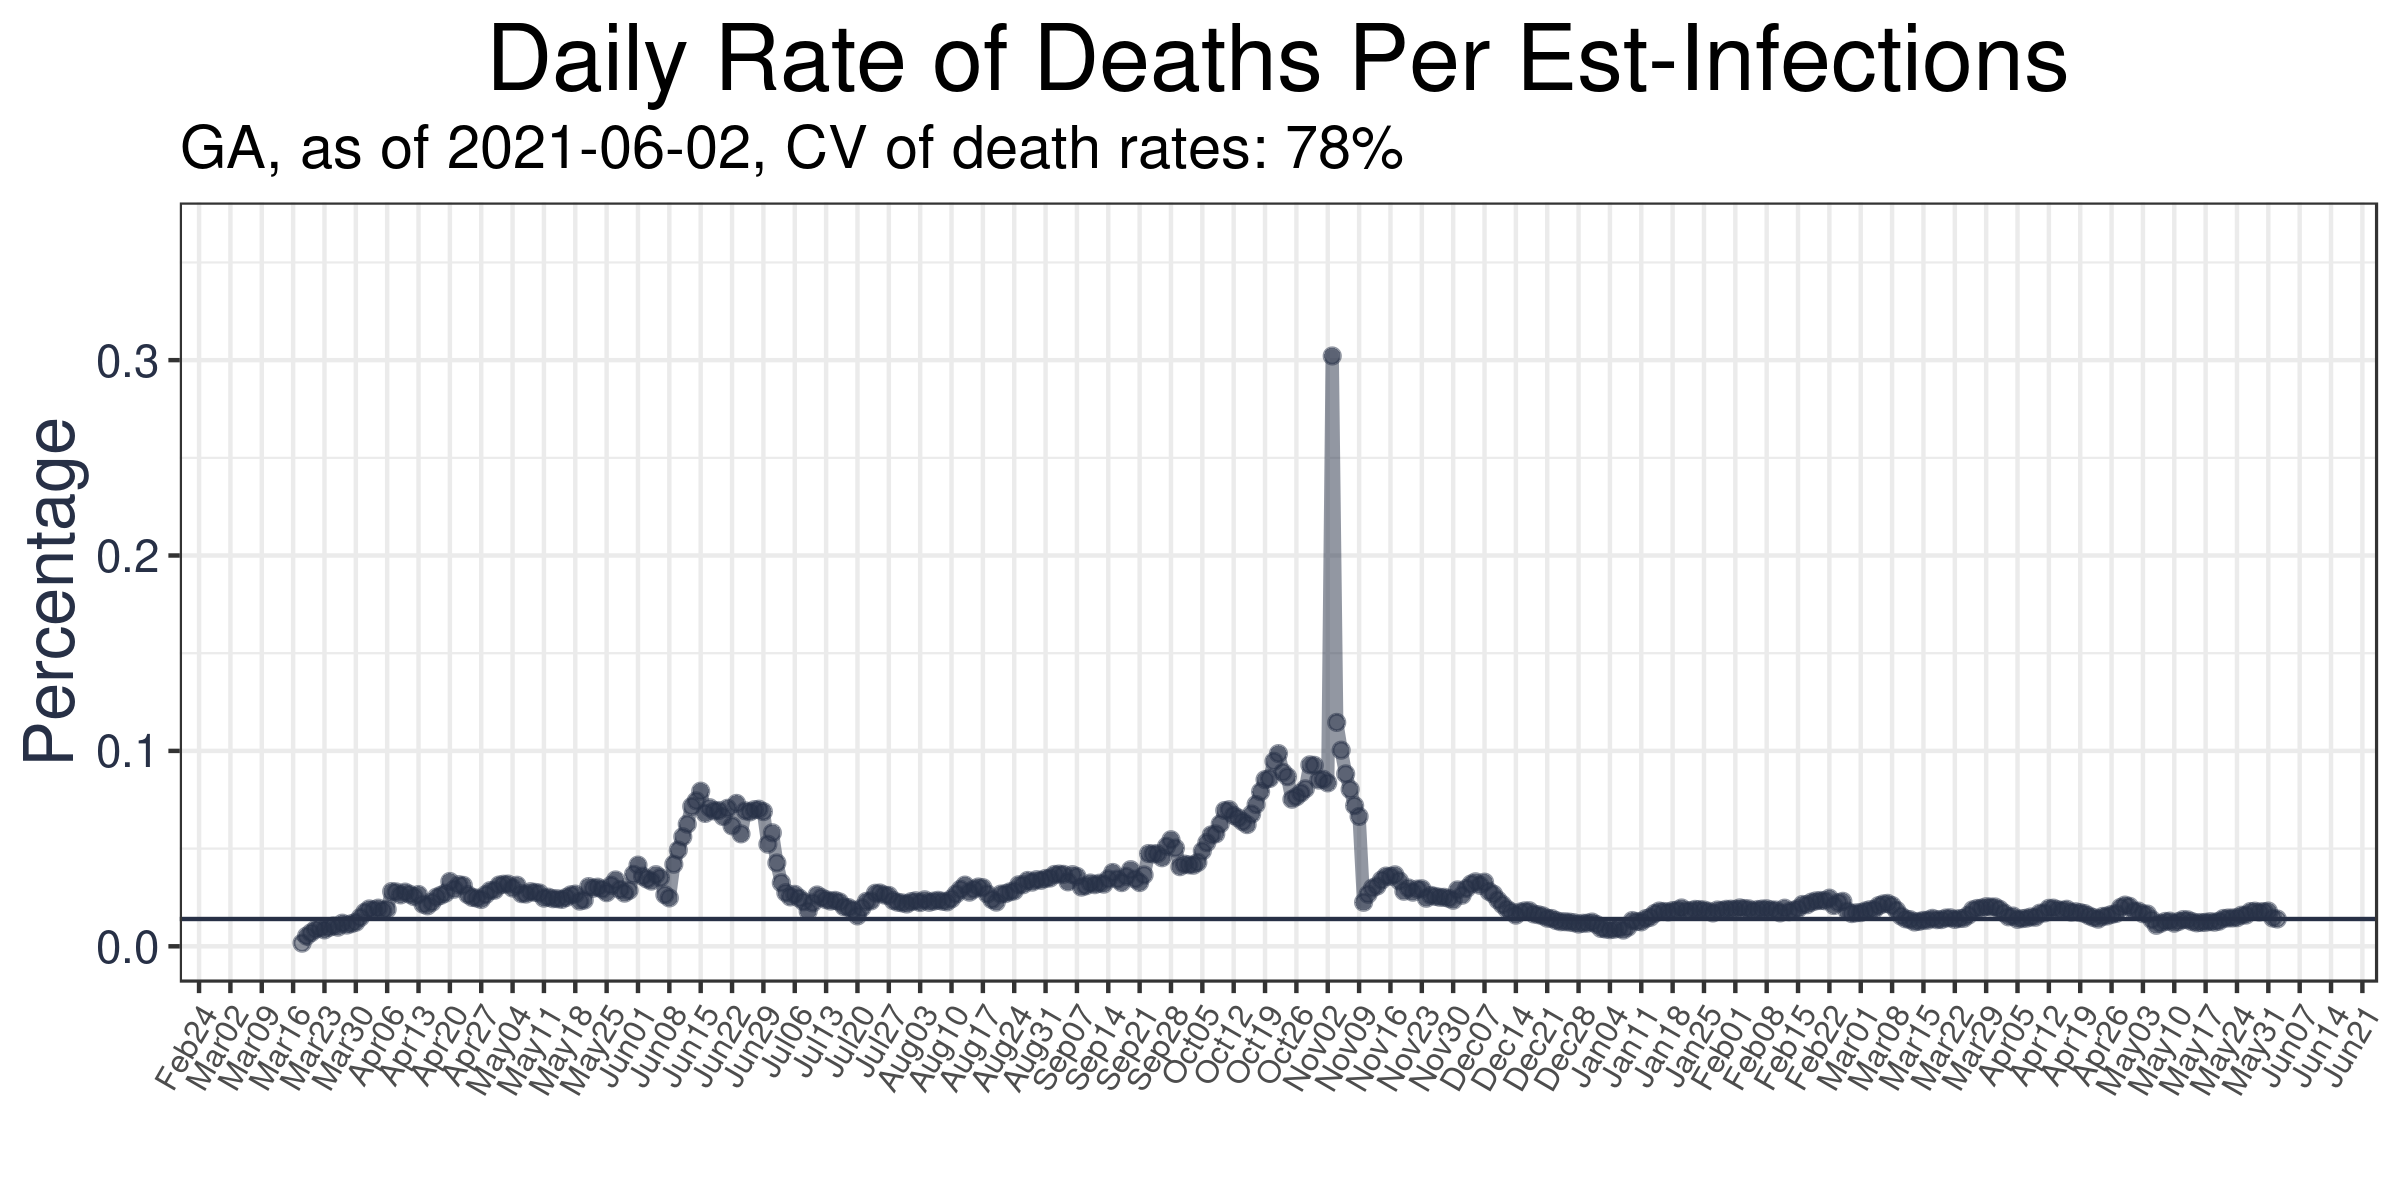 Daily Rate of Deaths Per Est-Infections
GA, as of 2021-06-02, CV of death rates: 78%
Percentage
0.3
0.2
0.1
0.0
Feb24
Mar02
Mar09
Mar16
Mar23
Mar30
Apr06
Apr13
Apr20
Apr27
May04
May11
May18
May25
Jun01
Jun08
Jun15
Jun22
Jun29
Jul06
Jul13
Jul20
Jul27
Aug03
Aug10
Aug17
Aug24
Aug31
Sep07
Sep14
Sep21
Sep28
Oct05
Oct12
Oct19
Oct26
Nov02
Nov09
Nov16
Nov23
Nov30
Dec07
Dec14
Dec21
Dec28
Jan04
Jan11
Jan18
Jan25
Feb01
Feb08
Feb15
Feb22
Mar01
Mar08
Mar15
Mar22
Mar29
Apr05
Apr12
Apr19
Apr26
May03
May10
May17
May24
May31
Jun07
Jun14
Jun21